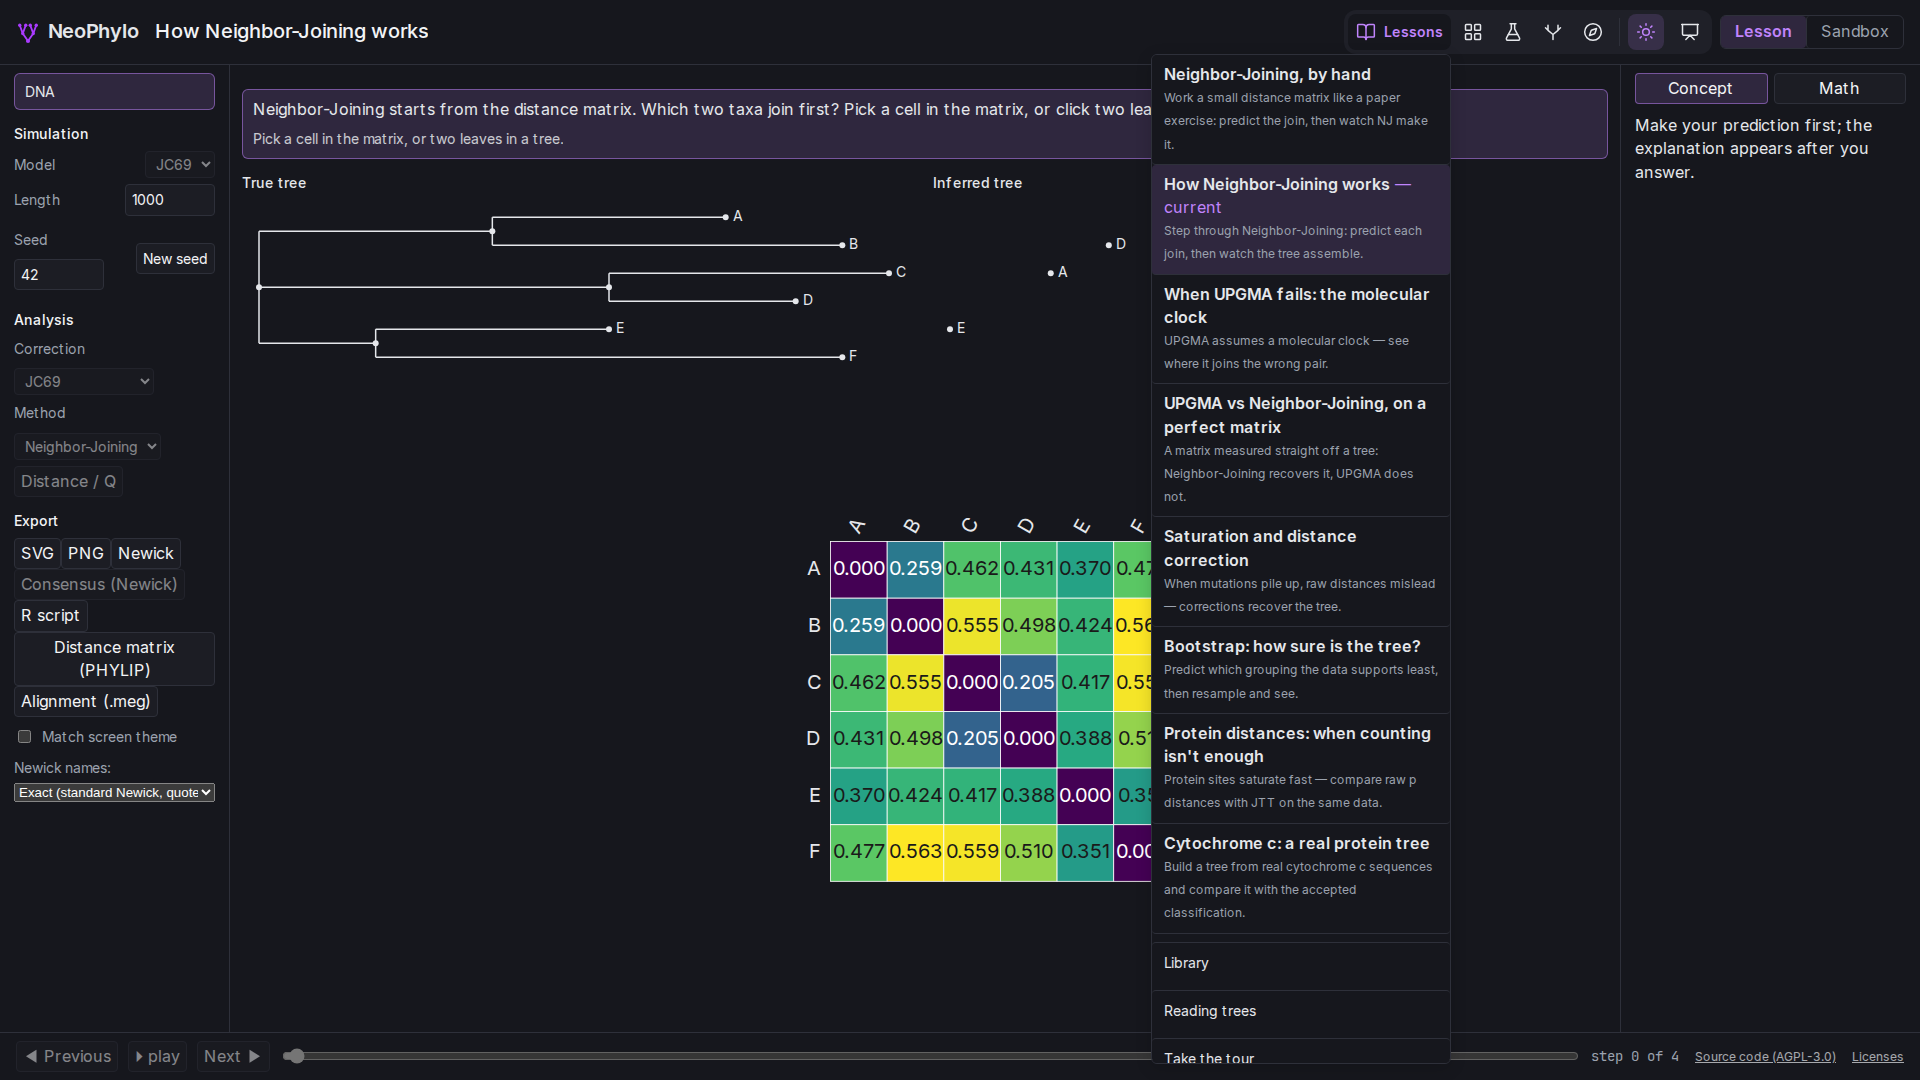 NeoPhylo How Neighbor-Joining works
Lessons
Lesson Sandbox
DNA
Simulation
Model JC69
Length 1000
Seed
42 New seed
Analysis
Correction
JC69
Method
Neighbor-Joining
Distance / Q
Export
SVG PNG Newick
Consensus (Newick)
R script
Distance matrix
(PHYLIP)
Alignment (.meg)
Match screen theme
Newick names:
Exact (standard Newick, quote
Neighbor-Joining starts from the distance matrix. Which two taxa join first? Pick a cell in the matrix, or click two lea
Pick a cell in the matrix, or two leaves in a tree.
True tree
A
B
C
D
E
F
Inferred tree
D
A
E
A B C D E F
A 0.000 0.259 0.462 0.431 0.370 0.47
B 0.259 0.000 0.555 0.498 0.424 0.56
C 0.462 0.555 0.000 0.205 0.417 0.55
D 0.431 0.498 0.205 0.000 0.388 0.51
E 0.370 0.424 0.417 0.388 0.000 0.35
F 0.477 0.563 0.559 0.510 0.351 0.00
Neighbor-Joining, by hand
Work a small distance matrix like a paper
exercise: predict the join, then watch NJ make
it.
How Neighbor-Joining works —
current
Step through Neighbor-Joining: predict each
join, then watch the tree assemble.
When UPGMA fails: the molecular
clock
UPGMA assumes a molecular clock — see
where it joins the wrong pair.
UPGMA vs Neighbor-Joining, on a
perfect matrix
A matrix measured straight off a tree:
Neighbor-Joining recovers it, UPGMA does
not.
Saturation and distance
correction
When mutations pile up, raw distances mislead
— corrections recover the tree.
Bootstrap: how sure is the tree?
Predict which grouping the data supports least,
then resample and see.
Protein distances: when counting
isn't enough
Protein sites saturate fast — compare raw p
distances with JTT on the same data.
Cytochrome c: a real protein tree
Build a tree from real cytochrome c sequences
and compare it with the accepted
classification.
Library
Reading trees
Take the tour
Concept Math
Make your prediction first; the
explanation appears after you
answer.
Previous play Next step 0 of 4 Source code (AGPL-3.0) Licenses